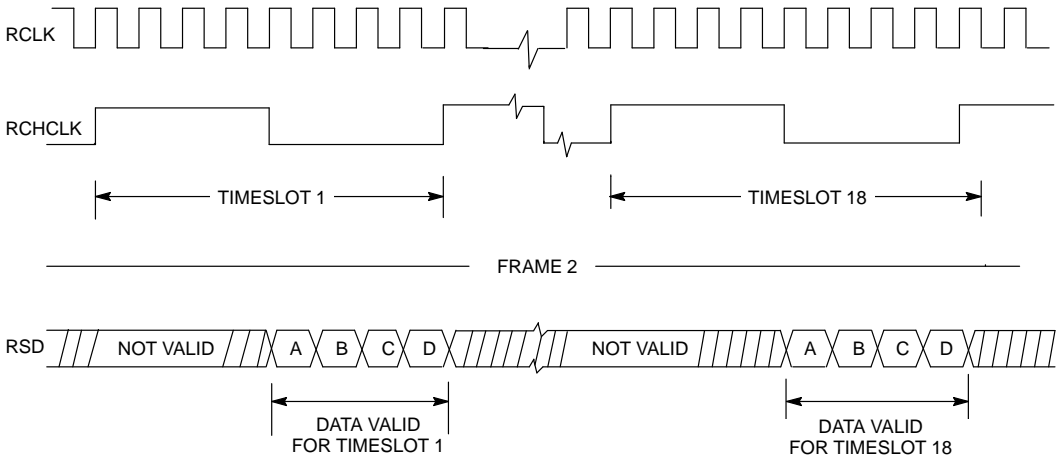 RCLK
RCHCLK
TIMESLOT 1
TIMESLOT 18
FRAME 2
RSD
NOT VALID
A
B
C
D
NOT VALID
A
B
C
D
DATA VALID
FOR TIMESLOT 1
DATA VALID
FOR TIMESLOT 18